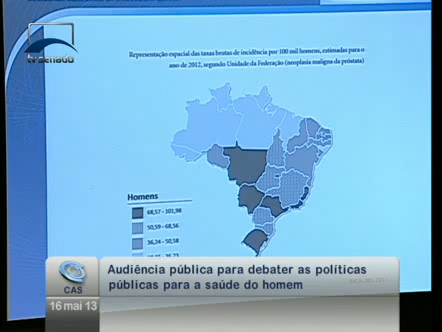 tv senado
Representação espacial das taxas brutas de incidência por 100 mil homens, estimadas para o
ano de 2012, segundo Unidade da Federação (neoplasia maligna da próstata)
Homens
68,57 - 101,98
50,59 - 68,56
36,24 - 50,58
CAS
16 mai 13
Audiência pública para debater as políticas
públicas para a saúde do homem